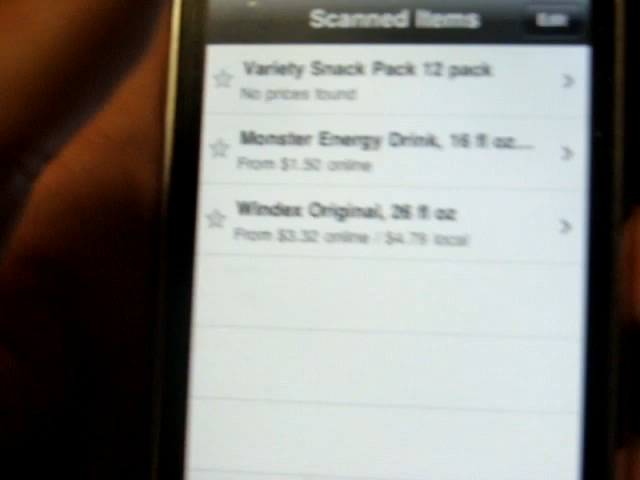 Scanned Items Edit
Variety Snack Pack 12 pack
No prices found
Monster Energy Drink, 16 fl oz...
From $1.50 online
Windex Original, 26 fl oz
From $3.32 online / $4.79 local